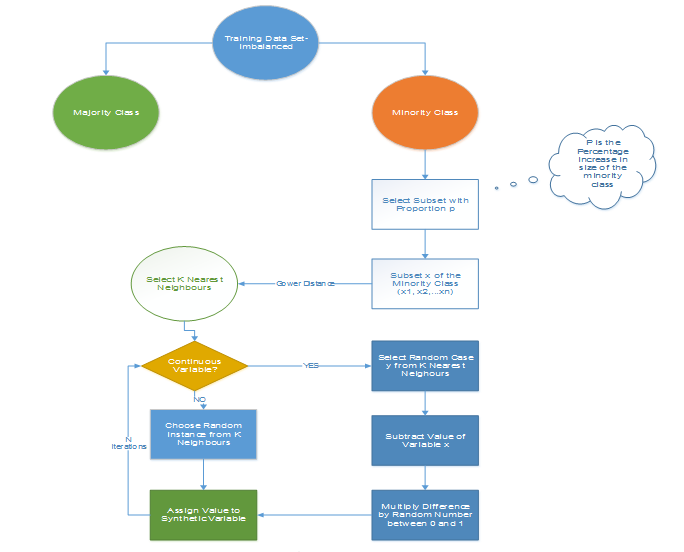 Training Data Set-
Imbalanced
Majority Class
Minority Class
P is the
Percentage
increase in
size of the
minority
class
Select Subset with
Proportion p
Select K Nearest
Neighbours
Gower Distance
Subset x of the
Minority Class
(x1, x2,...xn)
Continuous
Variable?
YES
Select Random Case
y from K Nearest
Neighours
NO
Choose Random
Instance from K
Neighbours
N
Iterations
Subtract Value of
Variable x
Assign Value to
Synthetic Variable
Multiply Difference
by Random Number
between 0 and 1